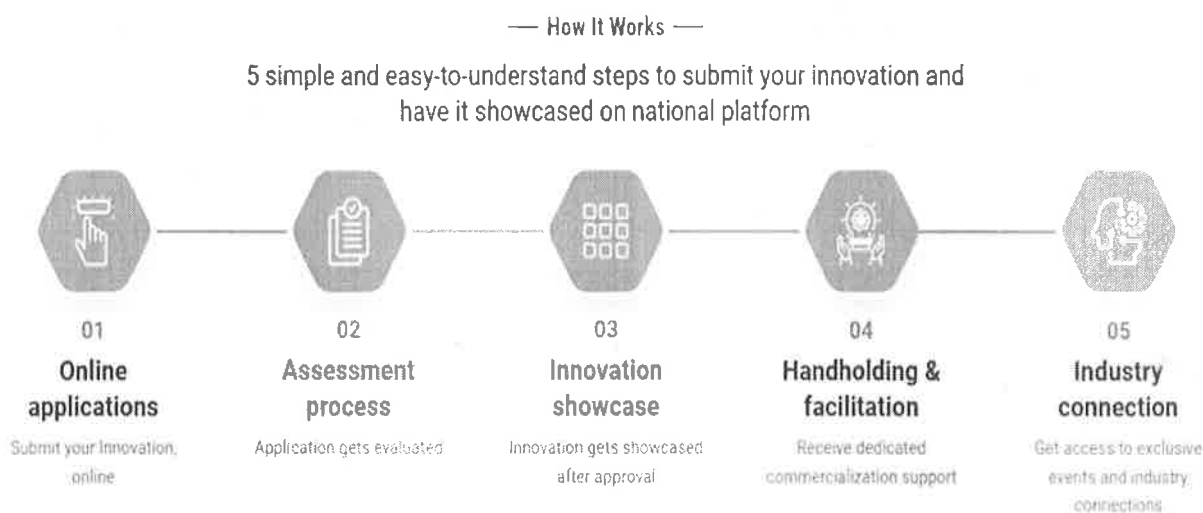 How It Works
5 simple and easy-to-understand steps to submit your innovation and
have it showcased on national platform
01
Online
applications
Submit your Innovation,
online
02
Assessment
process
Application gets evaluated
03
Innovation
showcase
Innovation gets showcased
after approval
04
Handholding &
facilitation
Receive dedicated
commercialization support
05
Industry
connection
Get access to exclusive
events and industry
connections